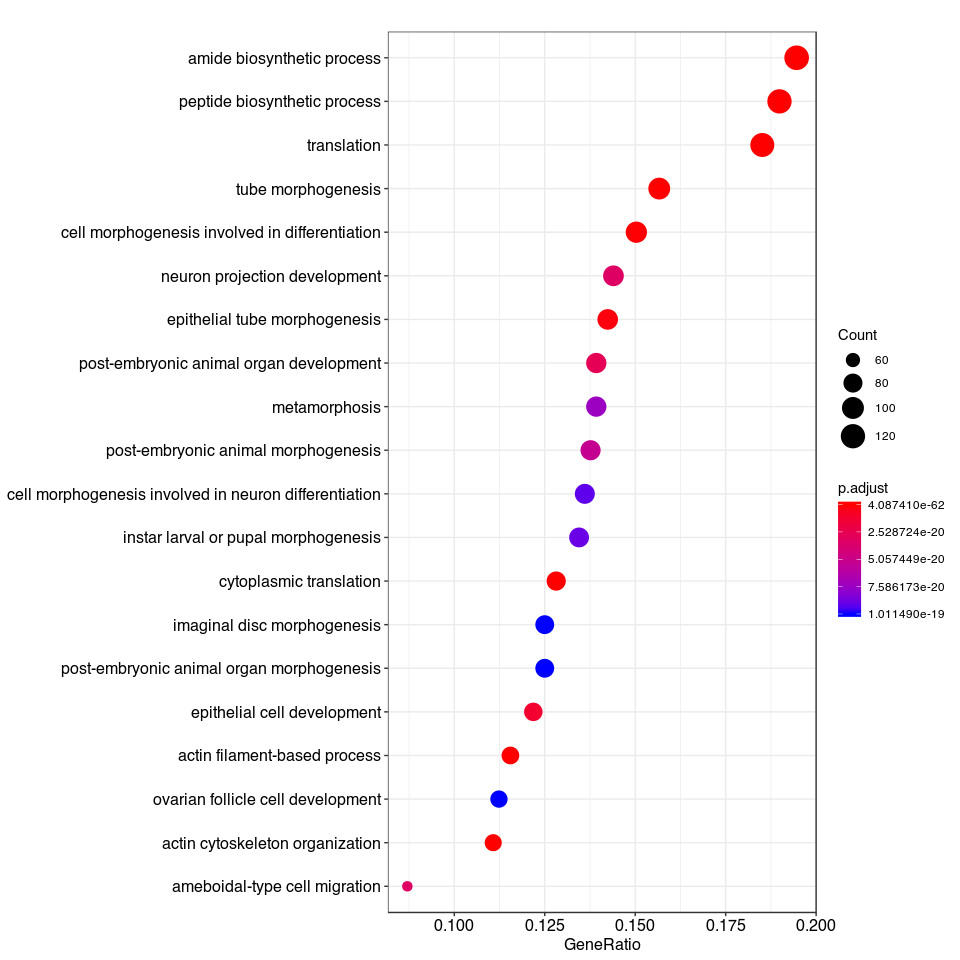 amide biosynthetic process
peptide biosynthetic process
translation
tube morphogenesis
cell morphogenesis involved in differentiation
neuron projection development
epithelial tube morphogenesis
post-embryonic animal organ development
metamorphosis
post-embryonic animal morphogenesis
cell morphogenesis involved in neuron differentiation
instar larval or pupal morphogenesis
cytoplasmic translation
imaginal disc morphogenesis
post-embryonic animal organ morphogenesis
epithelial cell development
actin filament-based process
ovarian follicle cell development
actin cytoskeleton organization
ameboidal-type cell migration
0.100 0.125 0.150 0.175 0.200
GeneRatio
Count
60
80
100
120
p.adjust
4.087410e-62
2.528724e-20
5.057449e-20
7.586173e-20
1.011490e-19